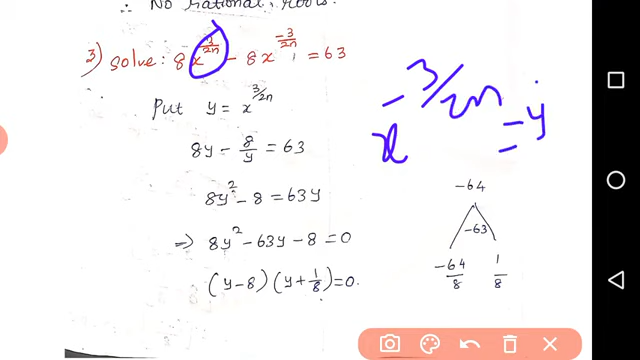 ∴ No rational roots.
3) Solve: 8x^{3/2n} - 8x^{-3/2n} = 63
Put y = x^{3/2n}
8y - 8/y = 63
8y² - 8 = 63y
⇒ 8y² - 63y - 8 = 0
(y - 8)(y + 1/8) = 0.
x^{-3/2n} = y
-64
-63
-64/8 1/8